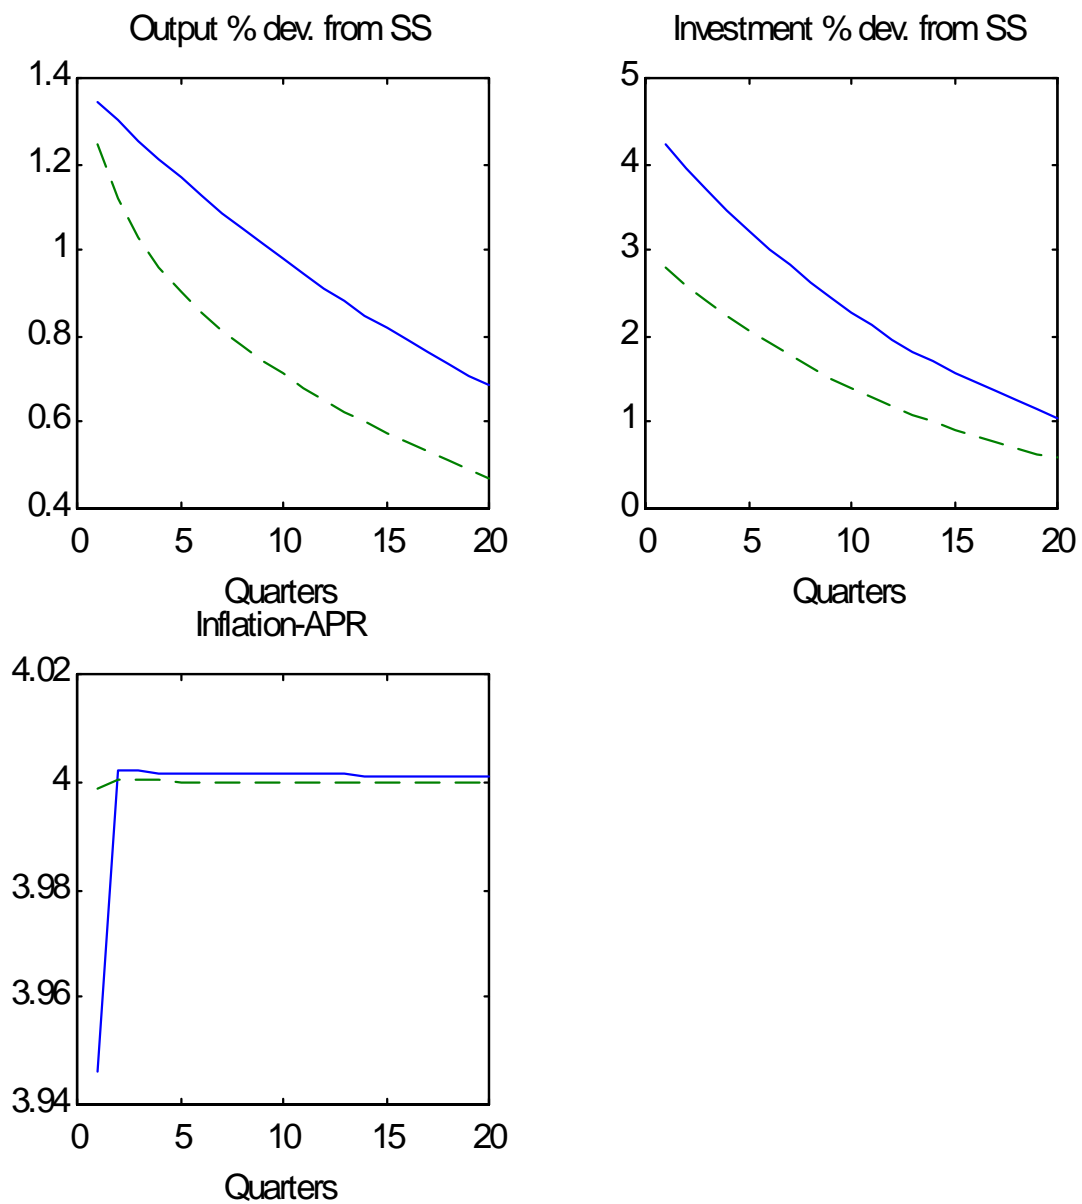 Output % dev. from SS
1.4
1.2
1
0.8
0.6
0.4
0 5 10 15 20
Quarters
Investment % dev. from SS
5
4
3
2
1
0
0 5 10 15 20
Quarters
Inflation-APR
4.02
4
3.98
3.96
3.94
0 5 10 15 20
Quarters